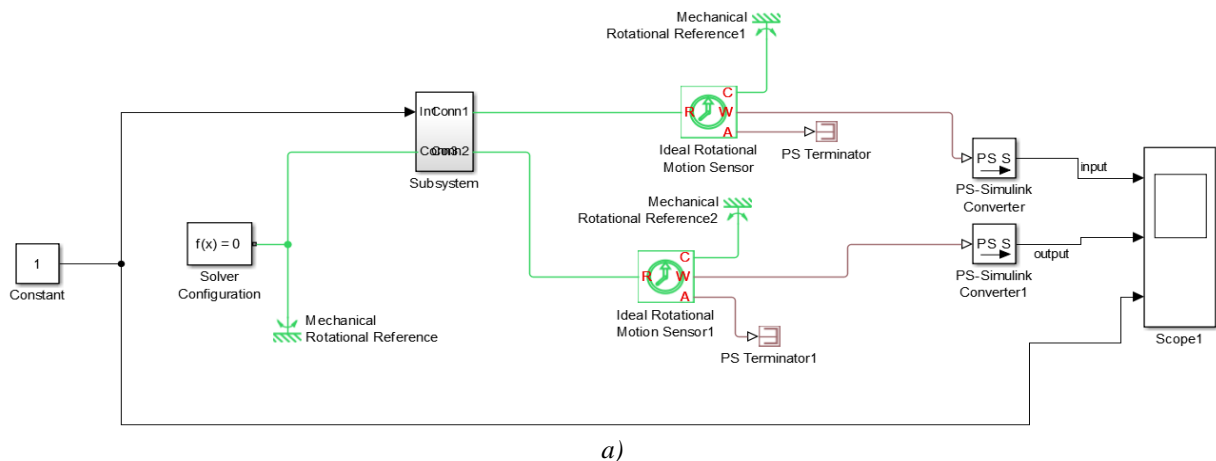 Mechanical
Rotational Reference1
In1
Conn1
Conn3
Conn2
Subsystem
R
C
W
A
Ideal Rotational
Motion Sensor
PS Terminator
PS S
PS-Simulink
Converter
input
Mechanical
Rotational Reference2
f(x) = 0
Solver
Configuration
1
Constant
Mechanical
Rotational Reference
R
C
W
A
Ideal Rotational
Motion Sensor1
PS Terminator1
PS S
PS-Simulink
Converter1
output
Scope1
a)